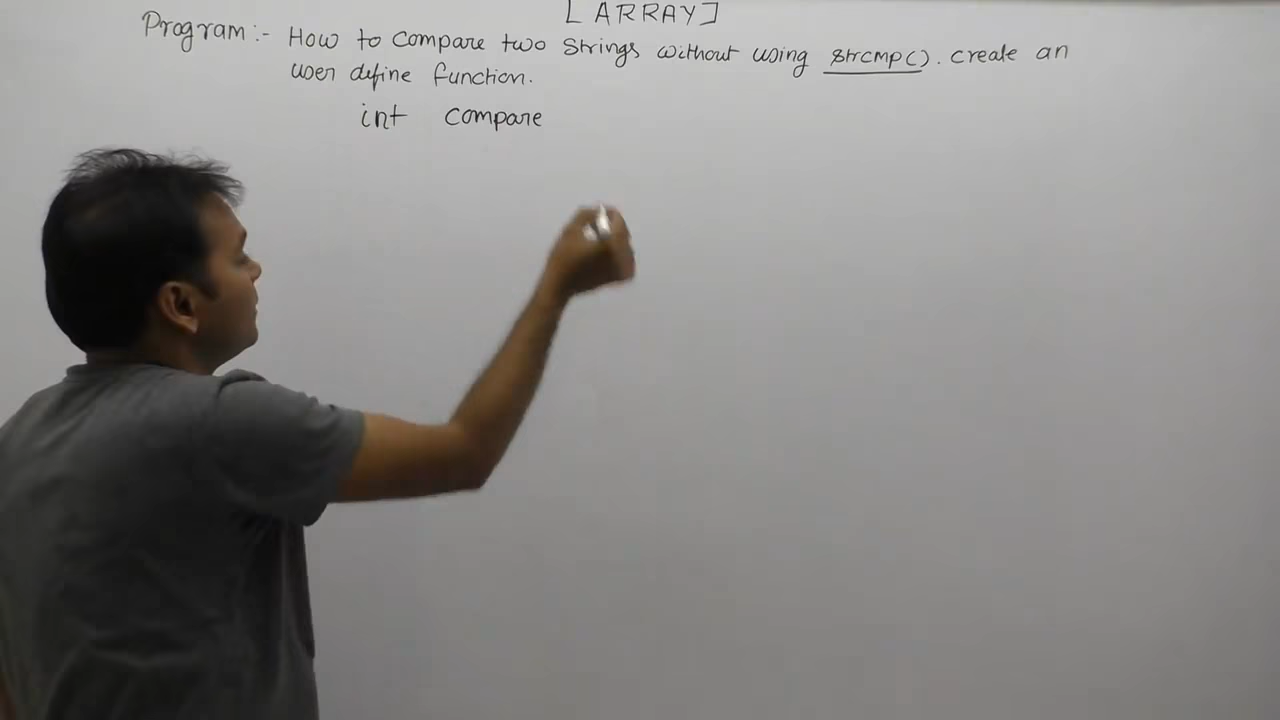 [ARRAY]
Program:- How to compare two strings without using strcmp(). create an
user define function.
int compare